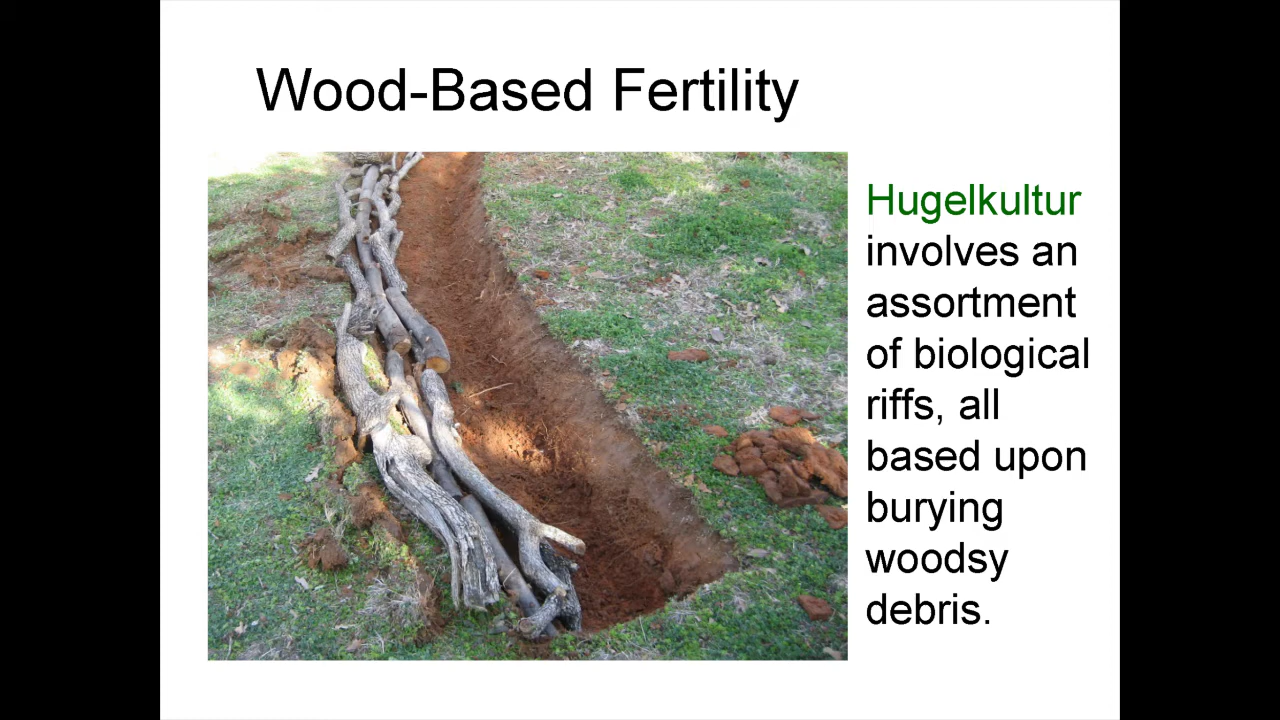 Wood-Based Fertility
Hugelkultur
involves an
assortment
of biological
riffs, all
based upon
burying
woodsy
debris.